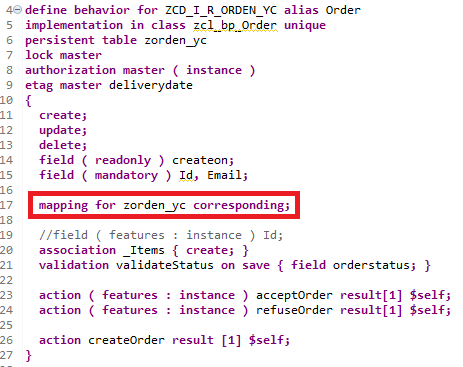 4 define behavior for ZCD_I_R_ORDEN_YC alias Order
5 implementation in class zcl_bp_Order unique
6 persistent table zorden_yc
7 lock master
8 authorization master ( instance )
9 etag master deliverydate
10 {
11 create;
12 update;
13 delete;
14 field ( readonly ) createon;
15 field ( mandatory ) Id, Email;
16
17 mapping for zorden_yc corresponding;
18
19 //field ( features : instance ) Id;
20 association _Items { create; }
21 validation validateStatus on save { field orderstatus; }
22
23 action ( features : instance ) acceptOrder result[1] $self;
24 action ( features : instance ) refuseOrder result[1] $self;
25
26 action createOrder result [1] $self;
27 }